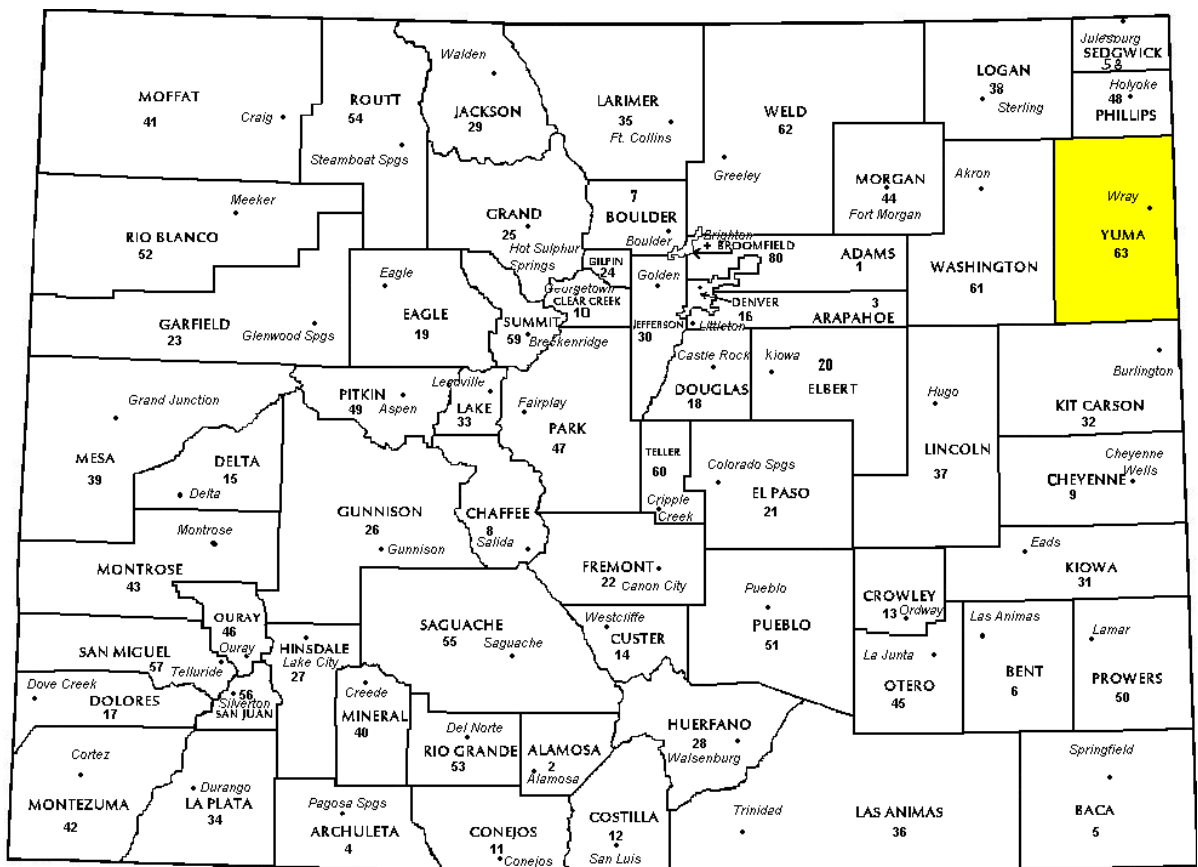 Julesburg
SEDGWICK
58
LOGAN
38
Sterling
Holyoke
48
PHILLIPS
Walden
JACKSON
29
ROUTT
54
Steamboat Spgs
MOFFAT
41
Craig
LARIMER
35
Ft. Collins
WELD
62
Greeley
MORGAN
44
Fort Morgan
Akron
WASHINGTON
61
Wray
YUMA
63
Meeker
RIO BLANCO
52
GRAND
25
Hot Sulphur
Springs
7
BOULDER
Boulder
Brighton
+ BROOMFIELD
80
ADAMS
1
GILPIN
24
Golden
Georgetown
CLEAR CREEK
10
JEFFERSON
30
DENVER
16
Littleton
3
ARAPAHOE
Eagle
EAGLE
19
SUMMIT
59
Breckenridge
GARFIELD
23
Glenwood Spgs
Castle Rock
DOUGLAS
18
kiowa
20
ELBERT
Hugo
LINCOLN
37
Burlington
KIT CARSON
32
Grand Junction
MESA
39
PITKIN
49
Aspen
Leadville
LAKE
33
Fairplay
PARK
47
TELLER
60
Cripple
Creek
Colorado Spgs
EL PASO
21
Cheyenne
Wells
CHEYENNE
9
DELTA
15
Delta
GUNNISON
26
Gunnison
CHAFFEE
8
Salida
Montrose
MONTROSE
43
FREMONT
22
Canon City
Eads
KIOWA
31
Pueblo
PUEBLO
51
CROWLEY
13
Ordway
OURAY
46
Ouray
HINSDALE
Lake City
27
SAGUACHE
55
Saguache
Westcliffe
CUSTER
14
La Junta
OTERO
45
Las Animas
BENT
6
Lamar
PROWERS
50
SAN MIGUEL
57
Telluride
Dove Creek
DOLORES
17
56
Silverton
SAN JUAN
Creede
MINERAL
40
Del Norte
RIO GRANDE
53
ALAMOSA
2
Alamosa
HUERFANO
28
Walsenburg
Cortez
MONTEZUMA
42
Durango
LA PLATA
34
Pagosa Spgs
ARCHULETA
4
CONEJOS
11
Conejos
COSTILLA
12
San Luis
Trinidad
LAS ANIMAS
36
Springfield
BACA
5